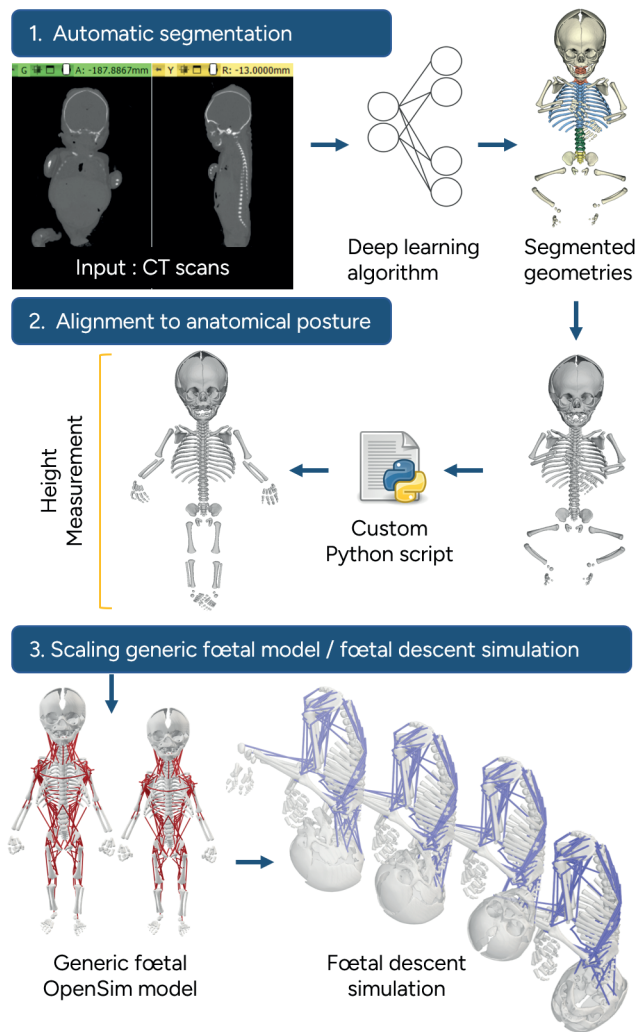 1. Automatic segmentation
G A: -187.8867mm
Y R: -13.0000mm
Input : CT scans
Deep learning
algorithm
Segmented
geometries
2. Alignment to anatomical posture
Height
Measurement
Custom
Python script
3. Scaling generic fœtal model / fœtal descent simulation
Generic fœtal
OpenSim model
Fœtal descent
simulation